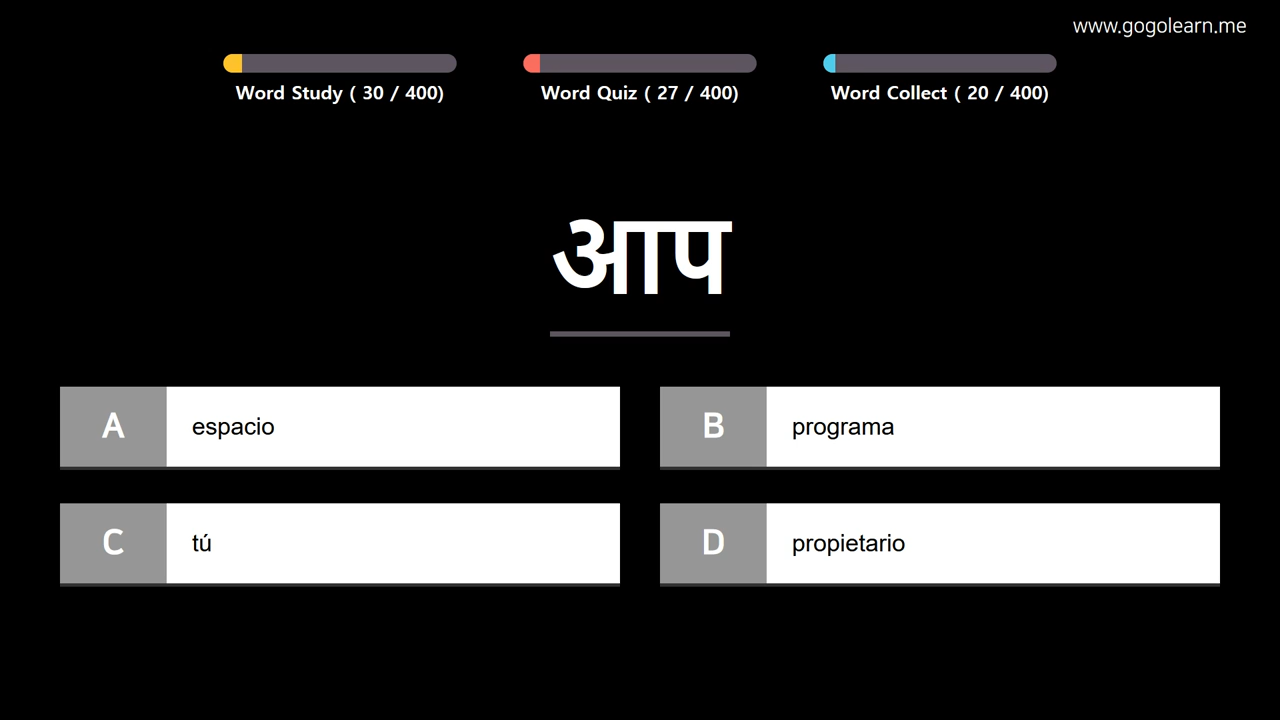 www.gogolearn.me
Word Study ( 30 / 400)
Word Quiz ( 27 / 400)
Word Collect ( 20 / 400)
आप
A espacio
B programa
C tú
D propietario